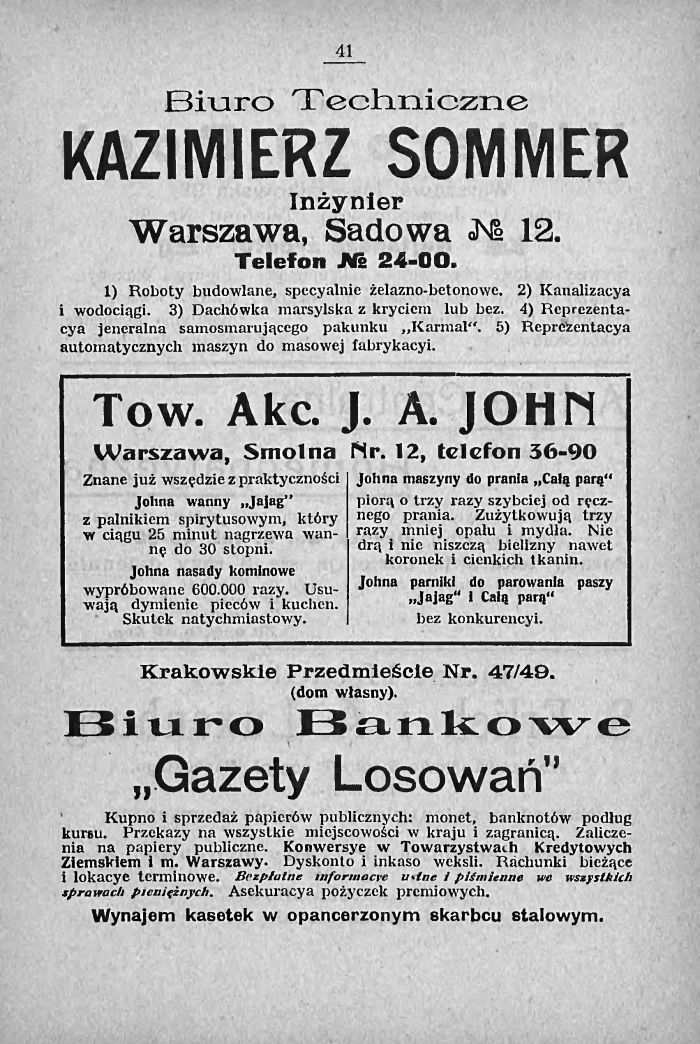 41
Biuro Techniczne
KAZIMIERZ SOMMER
Inżynier
Warszawa, Sadowa № 12.
Telefon № 24-00.
1) Roboty budowlane, specyalnie żelazno-betonowe. 2) Kanalizacya
i wodociągi. 3) Dachówka marsylska z kryciem lub bez. 4) Reprezenta-
cya jeneralna samosmarującego pakunku „Karmal“. 5) Reprezentacya
automatycznych maszyn do masowej fabrykacyi.
Tow. Akc. J. A. JOHN
Warszawa, Smolna Nr. 12, telefon 36-90
Znane już wszędzie z praktyczności
Johna wanny „Jajag”
z palnikiem spirytusowym, który
w ciągu 25 minut nagrzewa wan-
nę do 30 stopni.
Johna nasady kominowe
wypróbowane 600.000 razy. Usu-
wają dymienie pieców i kuchen.
Skutek natychmiastowy.
Johna maszyny do prania „Całą parą“
piorą o trzy razy szybciej od ręcz-
nego prania. Zużytkowują trzy
razy mniej opału i mydła. Nie
drą i nie niszczą bielizny nawet
koronek i cienkich tkanin.
Johna parniki do parowania paszy
„Jajag“ i Całą parą“
bez konkurencyi.
Krakowskie Przedmieście Nr. 47/49.
(dom własny).
Biuro Bankowe
„Gazety Losowań”
Kupno i sprzedaż papierów publicznych: monet, banknotów podług
kursu. Przekazy na wszystkie miejscowości w kraju i zagranicą. Zalicze-
nia na papiery publiczne. Konwersye w Towarzystwach Kredytowych
Ziemskiem i m. Warszawy. Dyskonto i inkaso weksli. Rachunki bieżące
i lokacye terminowe. Bezpłatne informacye ustne i piśmienne we wszystkich
sprawach pieniężnych. Asekuracya pożyczek premiowych.
Wynajem kasetek w opancerzonym skarbcu stalowym.